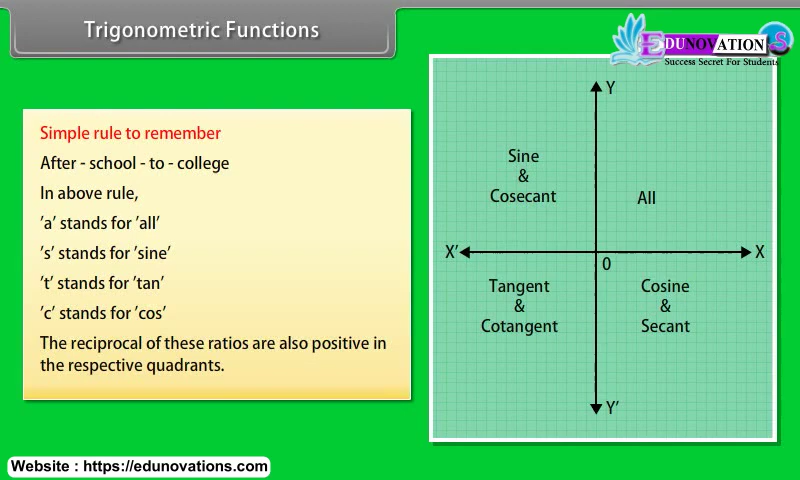 Trigonometric Functions
EDUNOVATION S
Success Secret For Students
Simple rule to remember
After - school - to - college
In above rule,
’a’ stands for ’all’
’s’ stands for ’sine’
’t’ stands for ’tan’
’c’ stands for ’cos’
The reciprocal of these ratios are also positive in
the respective quadrants.
Y
Sine
&
Cosecant
All
X’
X
O
Tangent
&
Cotangent
Cosine
&
Secant
Y’
Website : https://edunovations.com